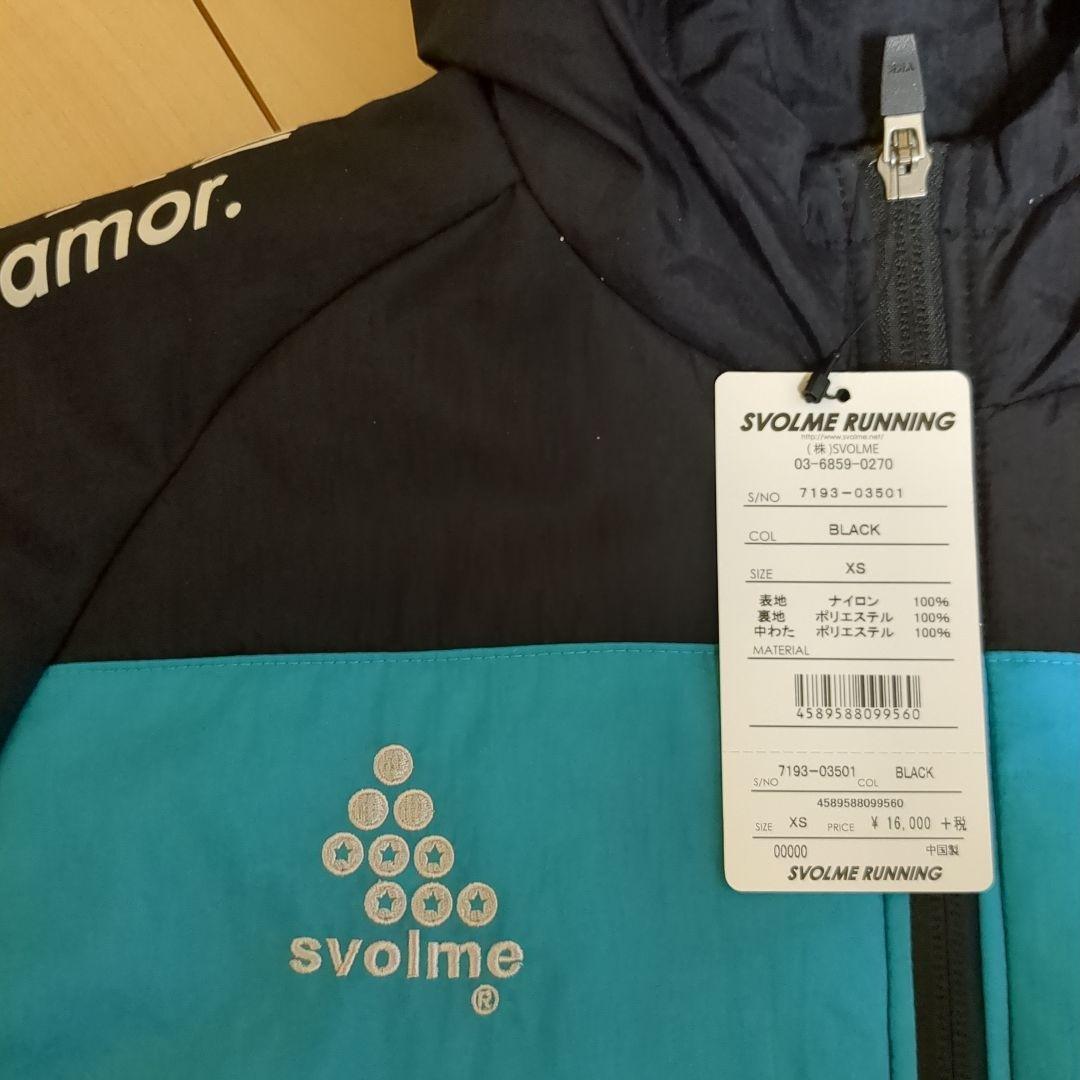 amor.
YKK
SVOLME RUNNING
http://www.svolme.net/
(株)SVOLME
03-6859-0270
S/NO 7193-03501
COL BLACK
SIZE XS
表地 ナイロン 100%
裏地 ポリエステル 100%
中わた ポリエステル 100%
MATERIAL
4589588099560
S/NO 7193-03501 COL BLACK
4589588099560
SIZE XS PRICE ¥ 16,000 +税
00000 中国製
SVOLME RUNNING
svolme
®